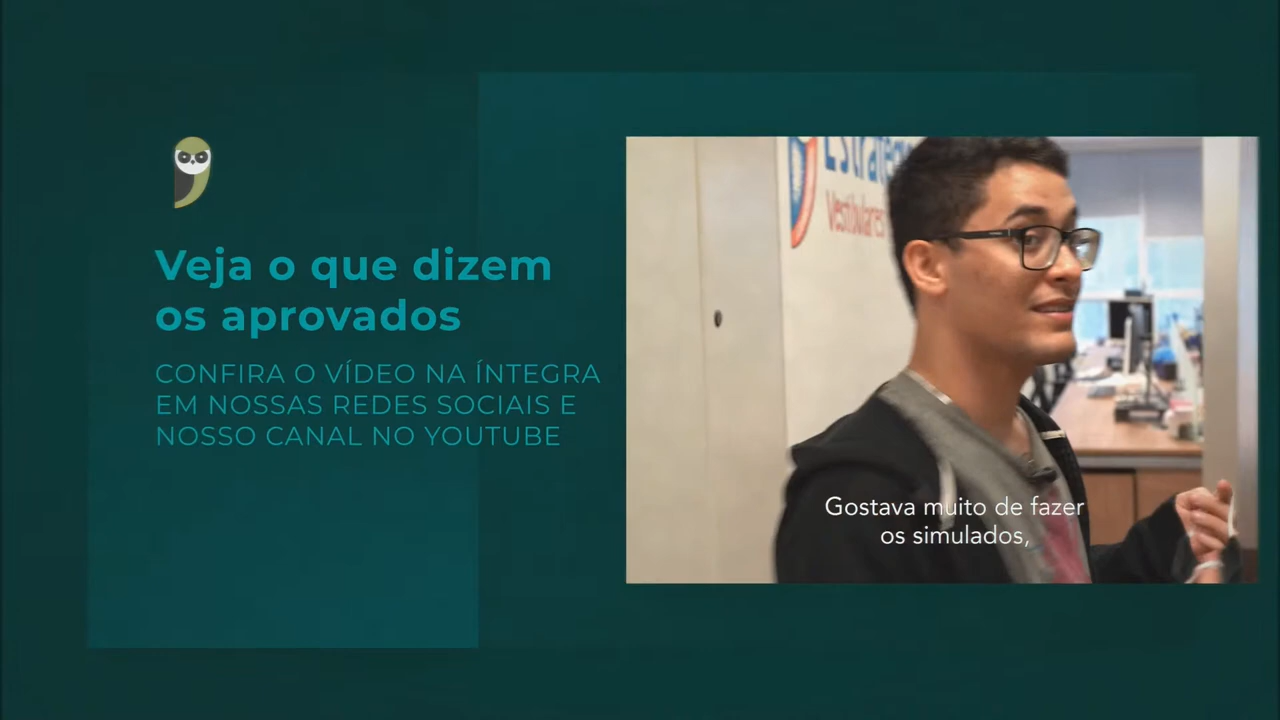 Veja o que dizem
os aprovados
CONFIRA O VÍDEO NA ÍNTEGRA
EM NOSSAS REDES SOCIAIS E
NOSSO CANAL NO YOUTUBE
Vestibulares
Gostava muito de fazer
os simulados,